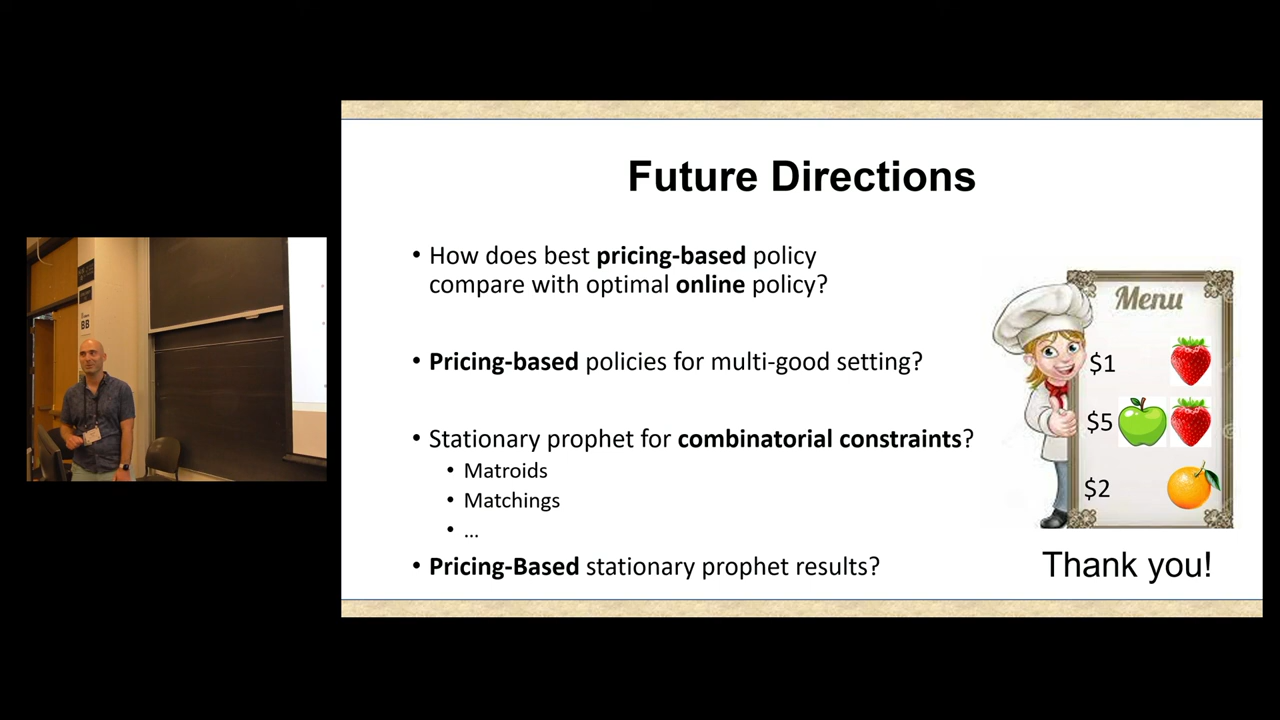 Future Directions
• How does best pricing-based policy
compare with optimal online policy?
• Pricing-based policies for multi-good setting?
• Stationary prophet for combinatorial constraints?
• Matroids
• Matchings
• ...
• Pricing-Based stationary prophet results?
Menu
$1
$5
$2
Thank you!
BB